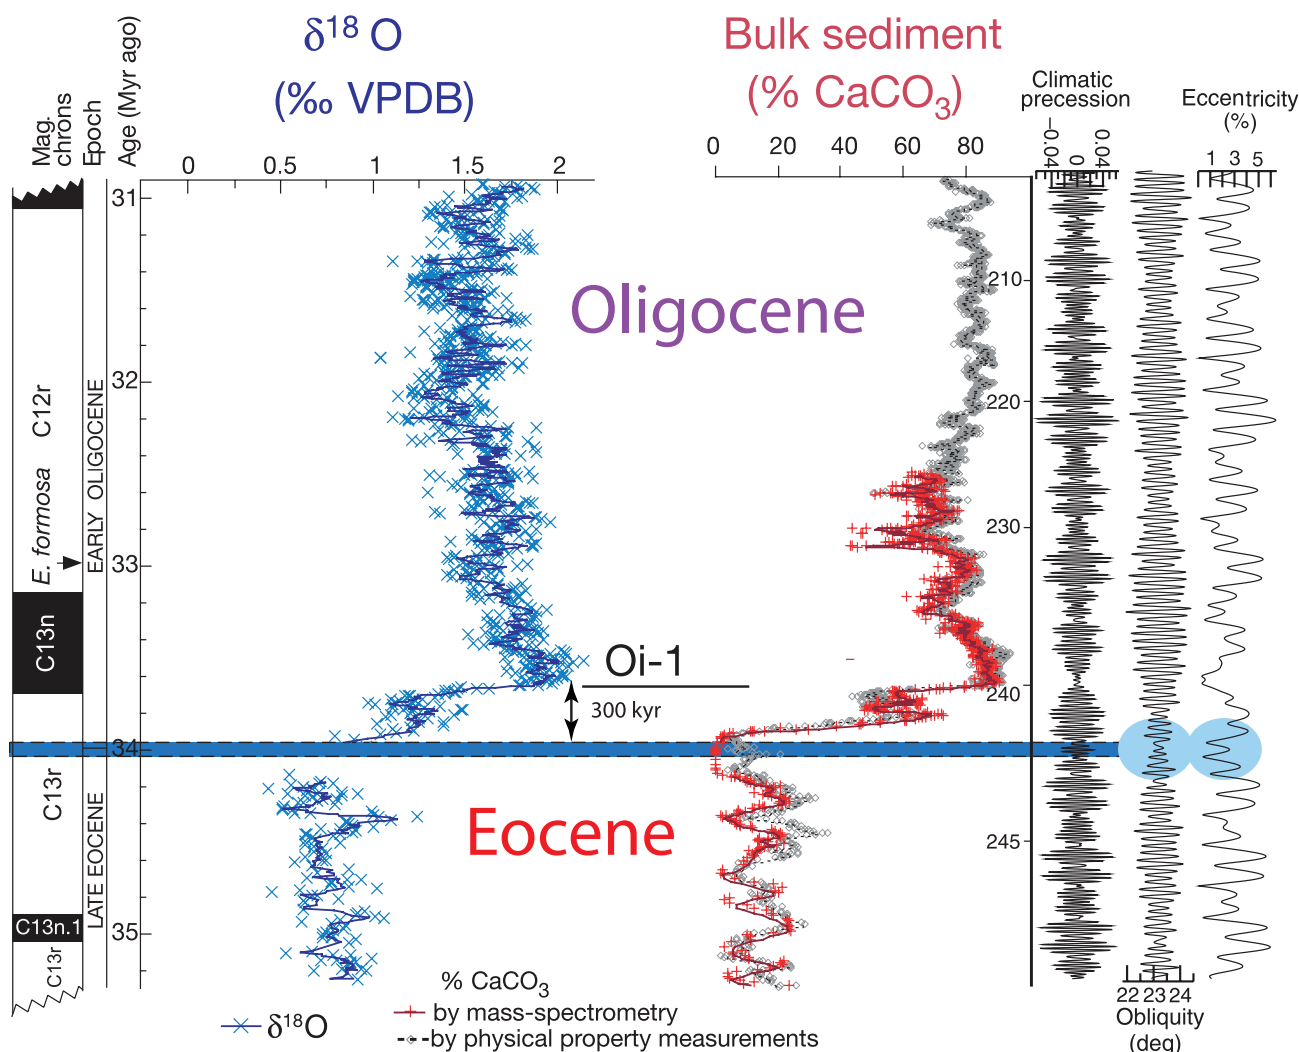 δ18 O
(‰ VPDB)
Bulk sediment
(% CaCO3)
Mag.
chrons
Epoch
Age (Myr ago)
Climatic
precession
Eccentricity
(%)
0 0.5 1 1.5 2
0 20 40 60 80
-0.04 0 0.04
1 3 5
31
32
33
34
35
210
220
230
240
245
C12r
E. formosa
C13n
C13r
C13n.1
C13r
EARLY OLIGOCENE
LATE EOCENE
Oligocene
Oi-1
300 kyr
Eocene
22 23 24
Obliquity
(deg)
% CaCO3
δ18O
by mass-spectrometry
by physical property measurements